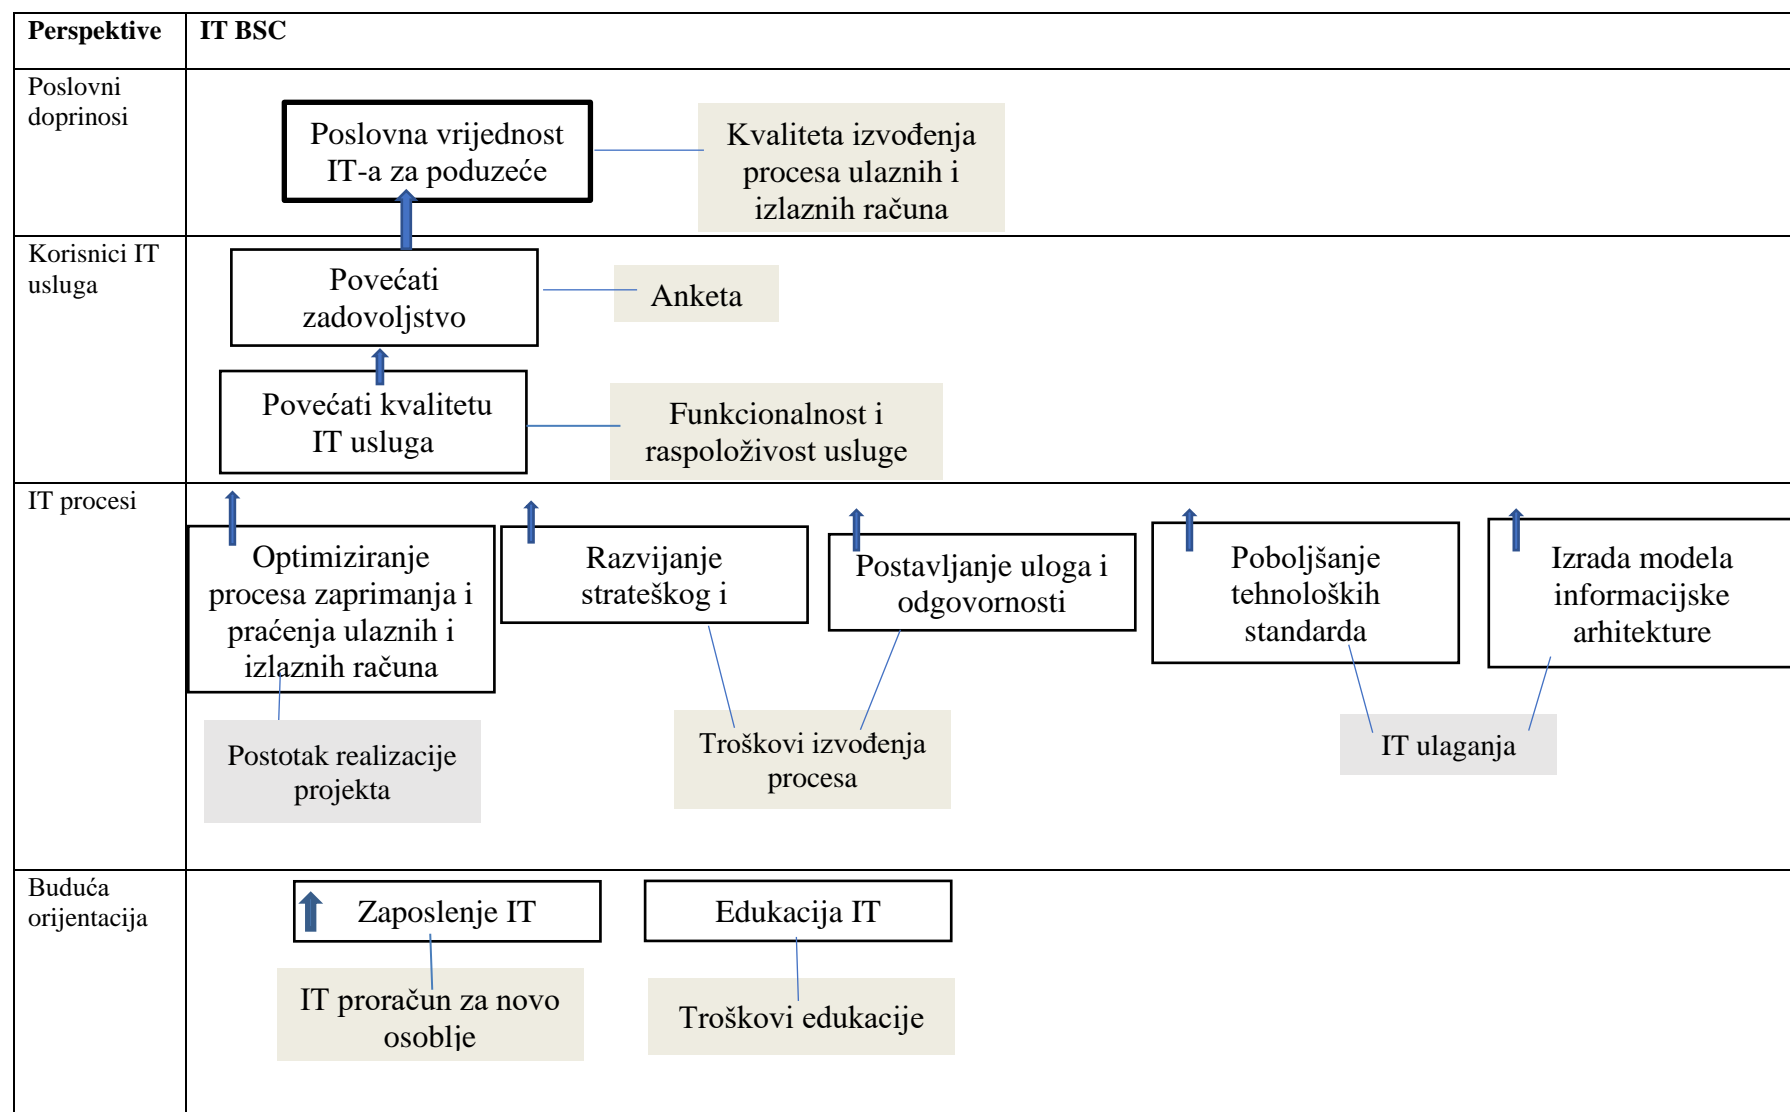 Perspektive
IT BSC
Poslovni
doprinosi
Poslovna vrijednost
IT-a za poduzeće
Kvaliteta izvođenja
procesa ulaznih i
izlaznih računa
Korisnici IT
usluga
Povećati
zadovoljstvo
Anketa
Povećati kvalitetu
IT usluga
Funkcionalnost i
raspoloživost usluge
IT procesi
Optimiziranje
procesa zaprimanja i
praćenja ulaznih i
izlaznih računa
Razvijanje
strateškog i
Postavljanje uloga i
odgovornosti
Poboljšanje
tehnoloških
standarda
Izrada modela
informacijske
arhitekture
Postotak realizacije
projekta
Troškovi izvođenja
procesa
IT ulaganja
Buduća
orijentacija
Zaposlenje IT
Edukacija IT
IT proračun za novo
osoblje
Troškovi edukacije